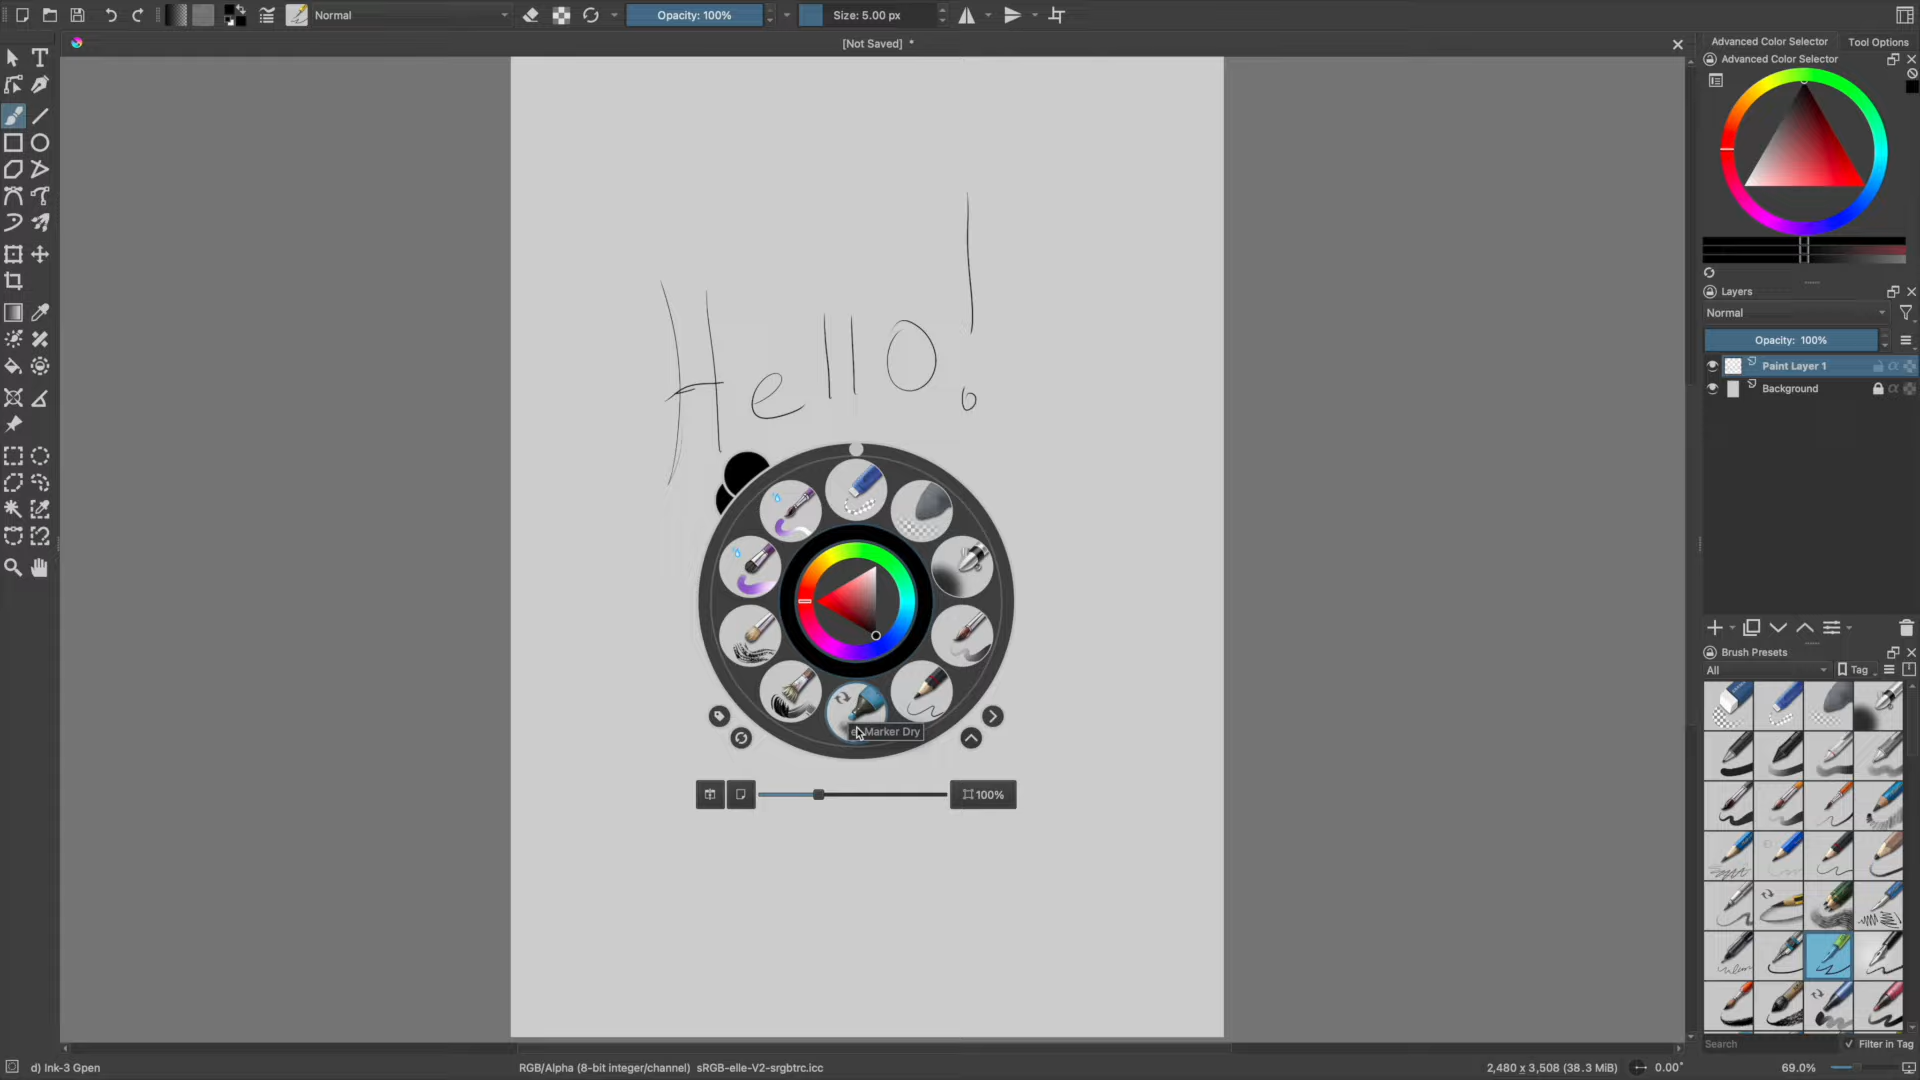 Normal
Opacity: 100%
Size: 5.00 px
[Not Saved] *
Advanced Color Selector
Tool Options
Advanced Color Selector
Hello!
Layers
Normal
Opacity: 100%
Paint Layer 1
Background
Brush Presets
All
Tag
Marker Dry
100%
Search
Filter in Tag
d) Ink-3 Gpen
RGB/Alpha (8-bit integer/channel) sRGB-elle-V2-srgbtrc.icc
2,480 x 3,508 (38.3 MiB)
0.00°
69.0%